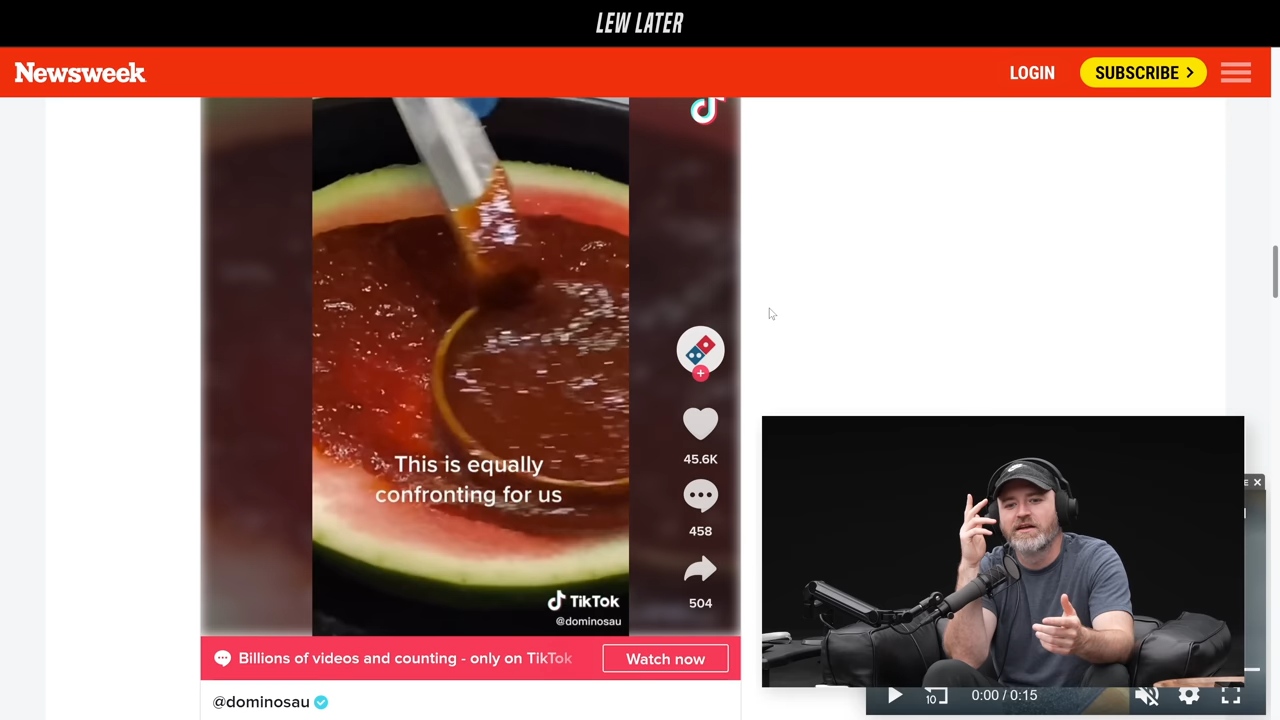 LEW LATER
Newsweek
LOGIN
SUBSCRIBE >
This is equally
confronting for us
45.6K
458
504
TikTok
@dominosau
Billions of videos and counting - only on TikTok
Watch now
@dominosau
10
0:00 / 0:15